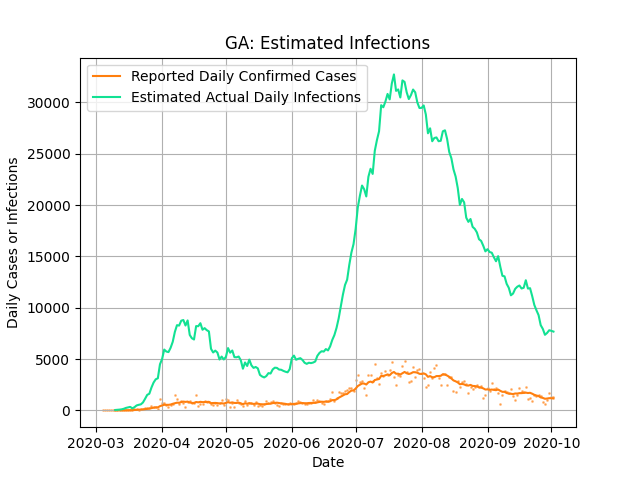 GA: Estimated Infections
Reported Daily Confirmed Cases
Estimated Actual Daily Infections
Daily Cases or Infections
30000
25000
20000
15000
10000
5000
0
2020-03 2020-04 2020-05 2020-06 2020-07 2020-08 2020-09 2020-10
Date